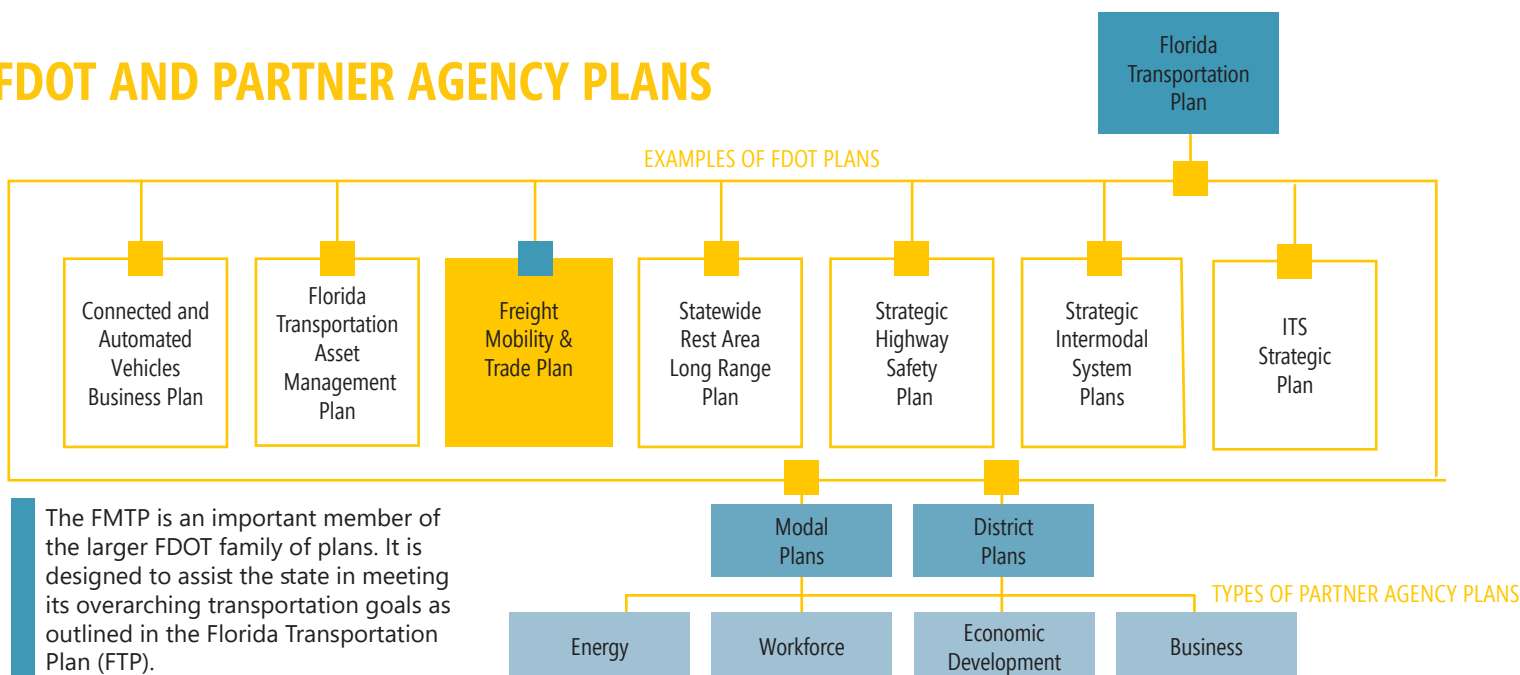 FDOT AND PARTNER AGENCY PLANS
Florida
Transportation
Plan
EXAMPLES OF FDOT PLANS
Connected and
Automated
Vehicles
Business Plan
Florida
Transportation
Asset
Management
Plan
Freight
Mobility &
Trade Plan
Statewide
Rest Area
Long Range
Plan
Strategic
Highway
Safety
Plan
Strategic
Intermodal
System
Plans
ITS
Strategic
Plan
The FMTP is an important member of
the larger FDOT family of plans. It is
designed to assist the state in meeting
its overarching transportation goals as
outlined in the Florida Transportation
Plan (FTP).
Modal
Plans
District
Plans
TYPES OF PARTNER AGENCY PLANS
Energy
Workforce
Economic
Development
Business